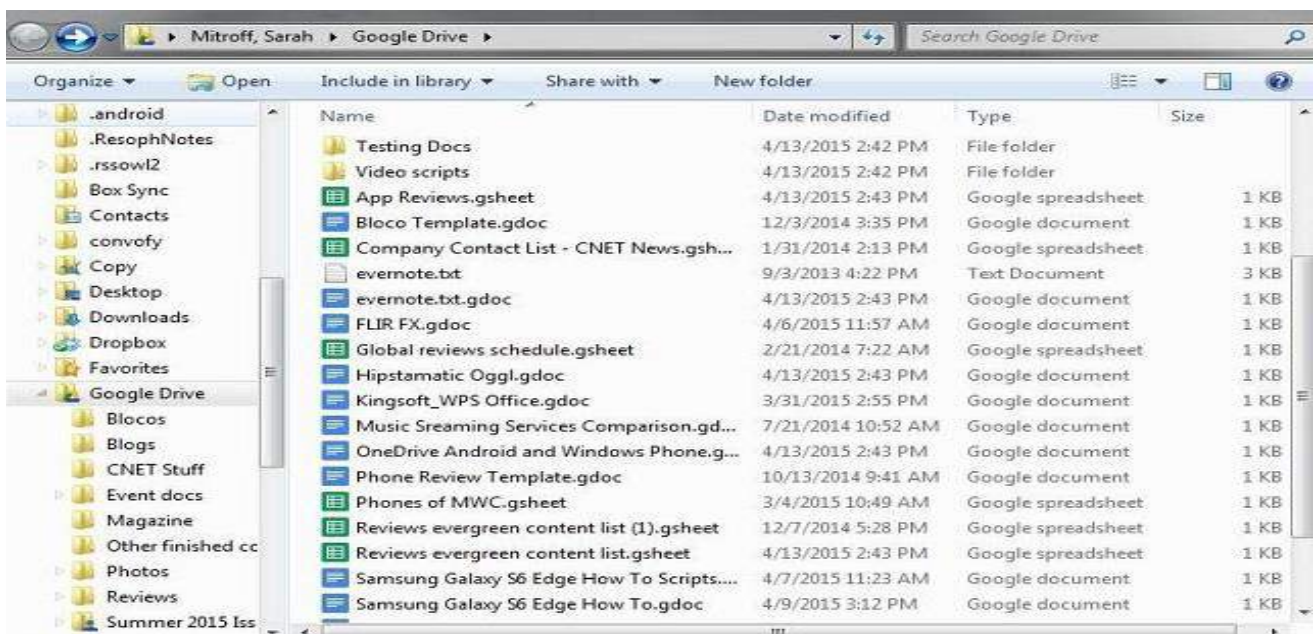 Mitroff, Sarah Google Drive Search Google Drive
Organize Open Include in library Share with New folder
.android
.ResophNotes
.rssowl2
Box Sync
Contacts
convofy
Copy
Desktop
Downloads
Dropbox
Favorites
Google Drive
Blocos
Blogs
CNET Stuff
Event docs
Magazine
Other finished cc
Photos
Reviews
Summer 2015 Iss
Name Date modified Type Size
Testing Docs 4/13/2015 2:42 PM File folder
Video scripts 4/13/2015 2:42 PM File folder
App Reviews.gsheet 4/13/2015 2:43 PM Google spreadsheet 1 KB
Bloco Template.gdoc 12/3/2014 3:35 PM Google document 1 KB
Company Contact List - CNET News.gsh... 1/31/2014 2:13 PM Google spreadsheet 1 KB
evernote.txt 9/3/2013 4:22 PM Text Document 3 KB
evernote.txt.gdoc 4/13/2015 2:43 PM Google document 1 KB
FLIR FX.gdoc 4/6/2015 11:57 AM Google document 1 KB
Global reviews schedule.gsheet 2/21/2014 7:22 AM Google spreadsheet 1 KB
Hipstamatic Oggl.gdoc 4/13/2015 2:43 PM Google document 1 KB
Kingsoft_WPS Office.gdoc 3/31/2015 2:55 PM Google document 1 KB
Music Sreaming Services Comparison.gd... 7/21/2014 10:52 AM Google document 1 KB
OneDrive Android and Windows Phone.g... 4/13/2015 2:43 PM Google document 1 KB
Phone Review Template.gdoc 10/13/2014 9:41 AM Google document 1 KB
Phones of MWC.gsheet 3/4/2015 10:49 AM Google spreadsheet 1 KB
Reviews evergreen content list (1).gsheet 12/7/2014 5:28 PM Google spreadsheet 1 KB
Reviews evergreen content list.gsheet 4/13/2015 2:43 PM Google spreadsheet 1 KB
Samsung Galaxy S6 Edge How To Scripts.... 4/7/2015 11:23 AM Google document 1 KB
Samsung Galaxy S6 Edge How To.gdoc 4/9/2015 3:12 PM Google document 1 KB